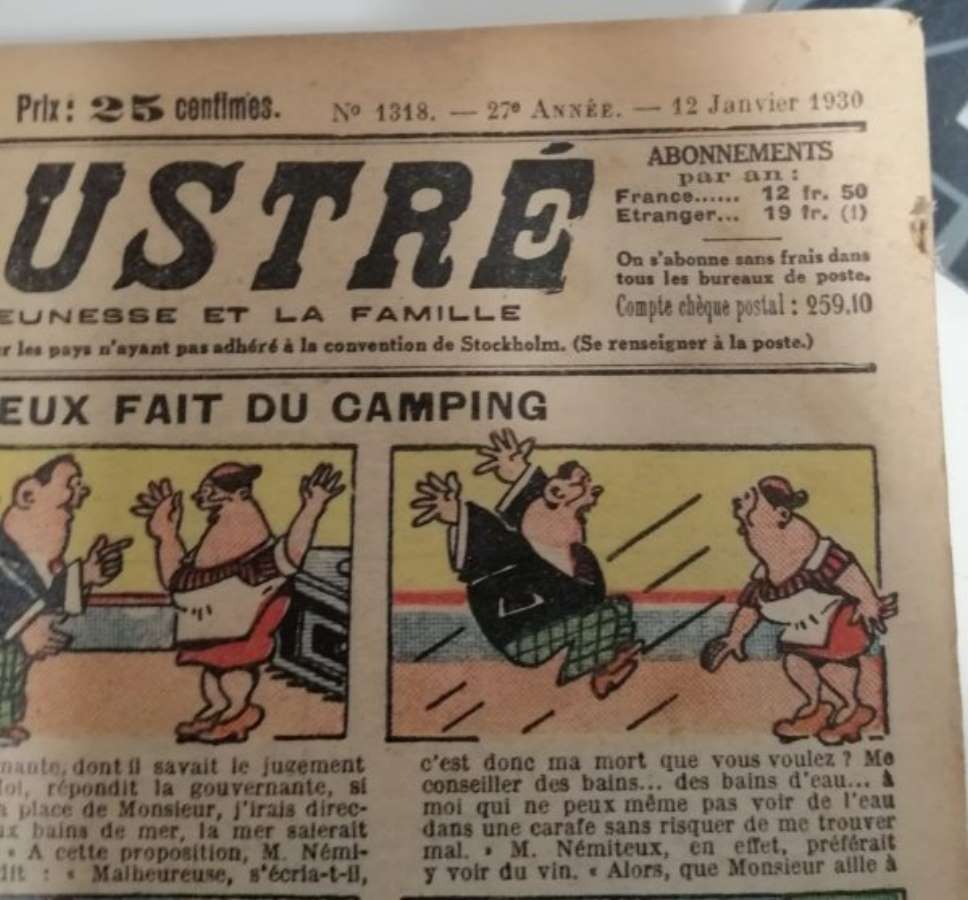 Prix : 25 centimes. Nº 1318. — 27e ANNÉE. — 12 Janvier 1930
USTRÉ
EUNESSE ET LA FAMILLE
ABONNEMENTS
par an :
France...... 12 fr. 50
Etranger... 19 fr. (1)
On s'abonne sans frais dans
tous les bureaux de poste.
Compte chèque postal : 259.10
r les pays n'ayant pas adhéré à la convention de Stockholm. (Se renseigner à la poste.)
EUX FAIT DU CAMPING
nante, dont il savait le jugement
oi, répondit la gouvernante, si
a place de Monsieur, j'irais direc-
ux bains de mer, la mer salerait
» A cette proposition, M. Némi-
dit : « Malheureuse, s'écria-t-il,
c'est donc ma mort que vous voulez ? Me
conseiller des bains... des bains d'eau... à
moi qui ne peux même pas voir de l'eau
dans une carafe sans risquer de me trouver
mal. » M. Némiteux, en effet, préférait
y voir du vin. « Alors, que Monsieur aille à